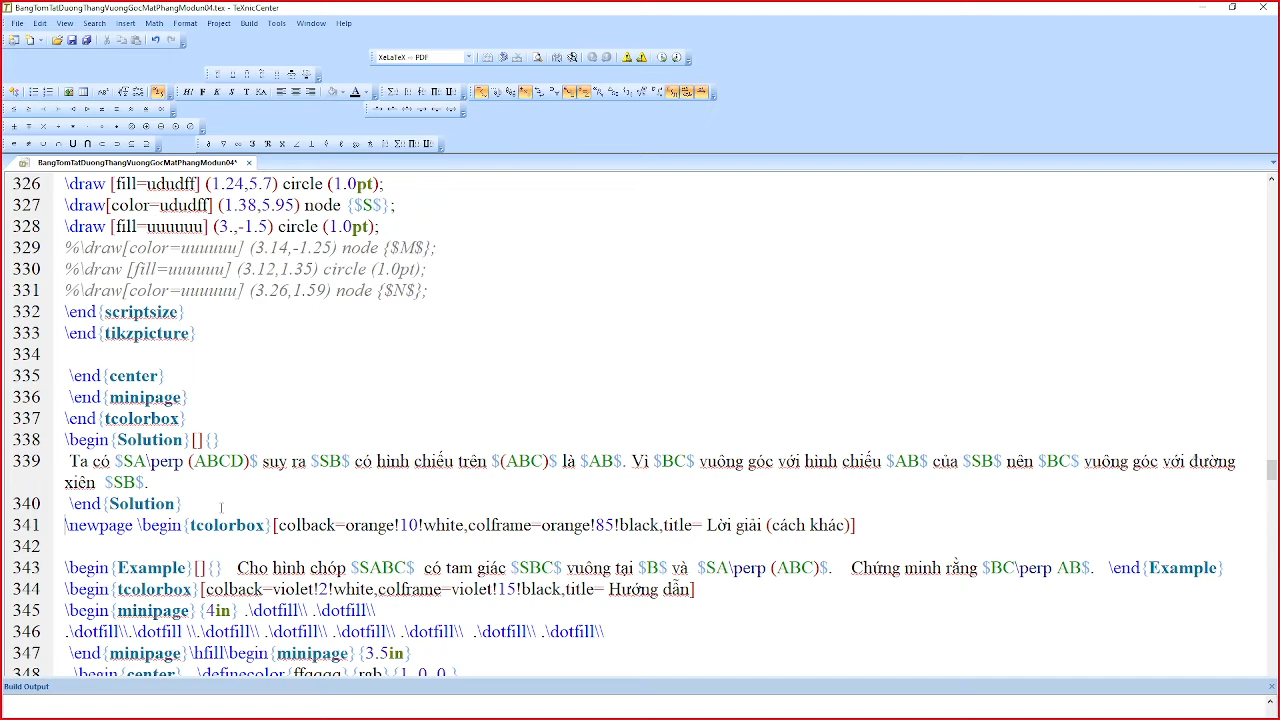 BangTomTatDuongThangVuongGocMatPhangModun04.tex - TeXnicCenter
File Edit View Search Insert Math Format Project Build Tools Window Help
XeLaTeX ⇨ PDF
BangTomTatDuongThangVuongGocMatPhangModun04*
326 \draw [fill=ududff] (1.24,5.7) circle (1.0pt);
327 \draw[color=ududff] (1.38,5.95) node {$S$};
328 \draw [fill=uuuuuu] (3.,-1.5) circle (1.0pt);
329 %\draw[color=uuuuuu] (3.14,-1.25) node {$M$};
330 %\draw [fill=uuuuuu] (3.12,1.35) circle (1.0pt);
331 %\draw[color=uuuuuu] (3.26,1.59) node {$N$};
332 \end{scriptsize}
333 \end{tikzpicture}
334
335 \end{center}
336 \end{minipage}
337 \end{tcolorbox}
338 \begin{Solution}[]{}
339 Ta có $SA\perp (ABCD)$ suy ra $SB$ có hình chiếu trên $(ABC)$ là $AB$. Vì $BC$ vuông góc với hình chiếu $AB$ của $SB$ nên $BC$ vuông góc với đường
xiên $SB$.
340 \end{Solution}
341 \newpage \begin{tcolorbox}[colback=orange!10!white,colframe=orange!85!black,title= Lời giải (cách khác)]
342
343 \begin{Example}[]{} Cho hình chóp $SABC$ có tam giác $SBC$ vuông tại $B$ và $SA\perp (ABC)$. Chứng minh rằng $BC\perp AB$. \end{Example}
344 \begin{tcolorbox}[colback=violet!2!white,colframe=violet!15!black,title= Hướng dẫn]
345 \begin{minipage}{4in} .\dotfill\\ .\dotfill\\
346 .\dotfill\\.\dotfill \\.\dotfill\\ .\dotfill\\ .\dotfill\\ .\dotfill\\ .\dotfill\\ .\dotfill\\
347 \end{minipage}\hfill\begin{minipage}{3.5in}
348 \begin{center} \definecolor{ffqqqq}{rgb}{1.,0.,0.}
Build Output